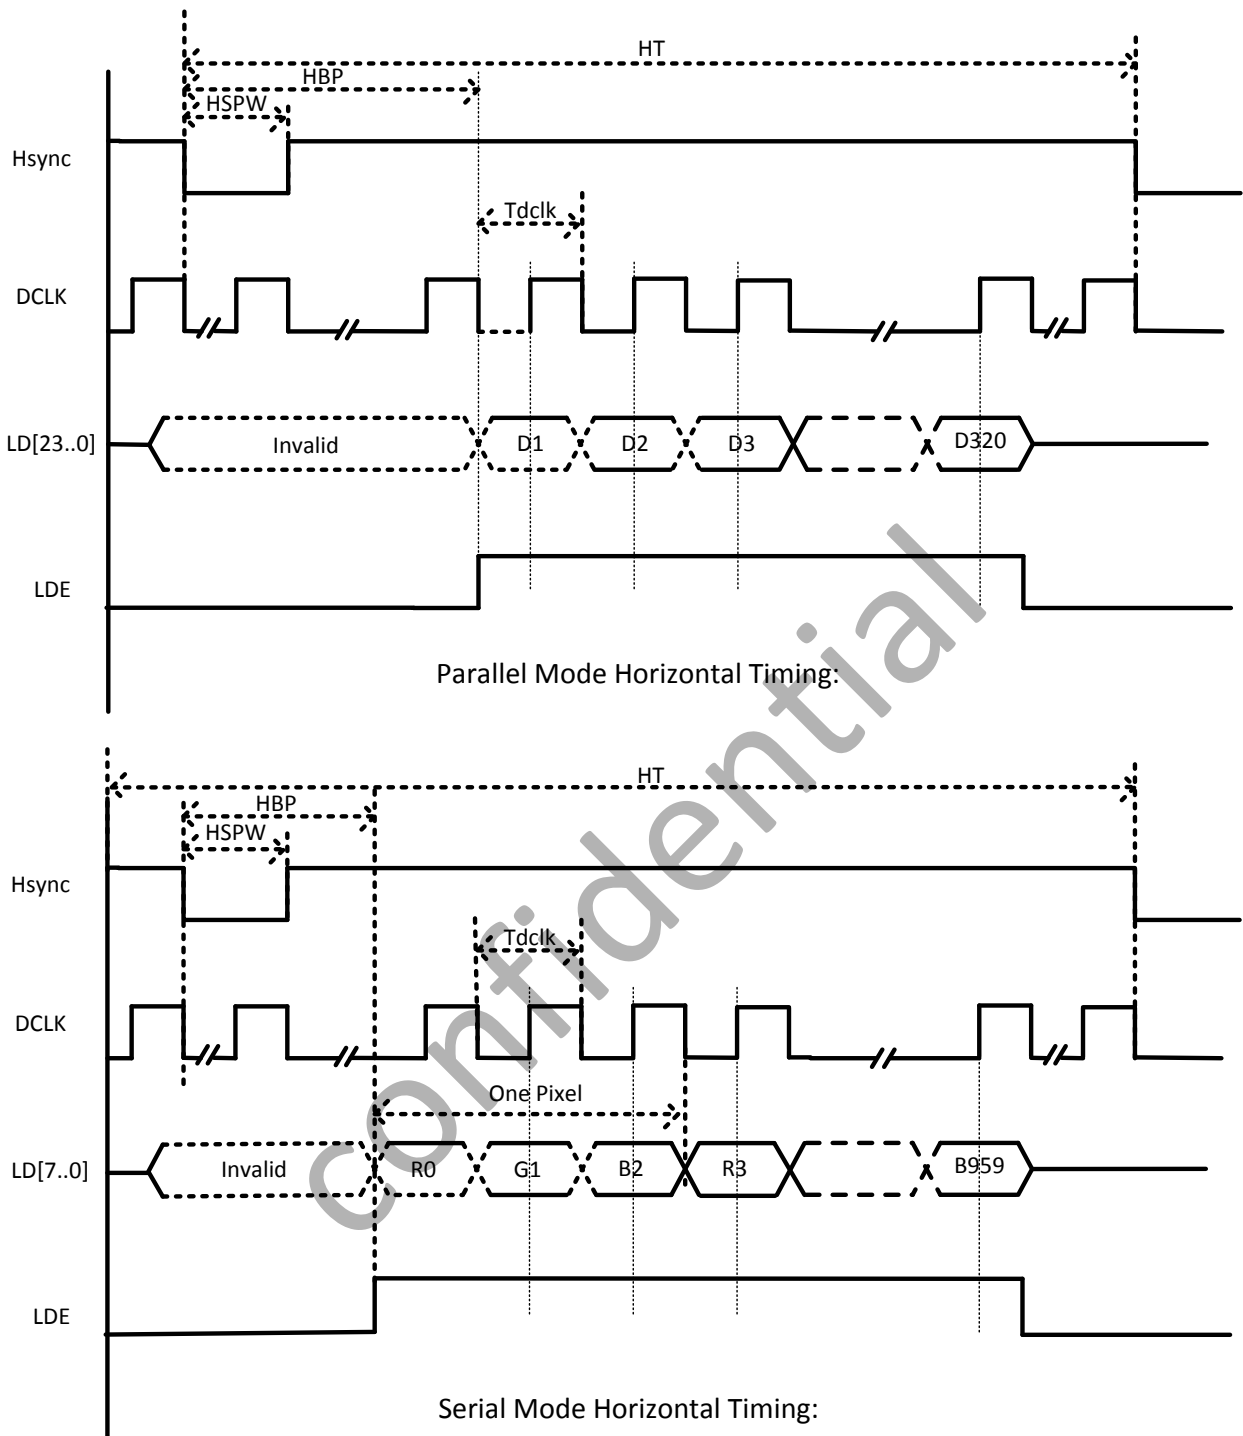 HT
HBP
HSPW
Hsync
Tdclk
DCLK
LD[23..0]
Invalid
D1
D2
D3
D320
LDE
Parallel Mode Horizontal Timing:
HT
HBP
HSPW
Hsync
Tdclk
DCLK
One Pixel
LD[7..0]
Invalid
R0
G1
B2
R3
B959
LDE
Serial Mode Horizontal Timing:
confidential